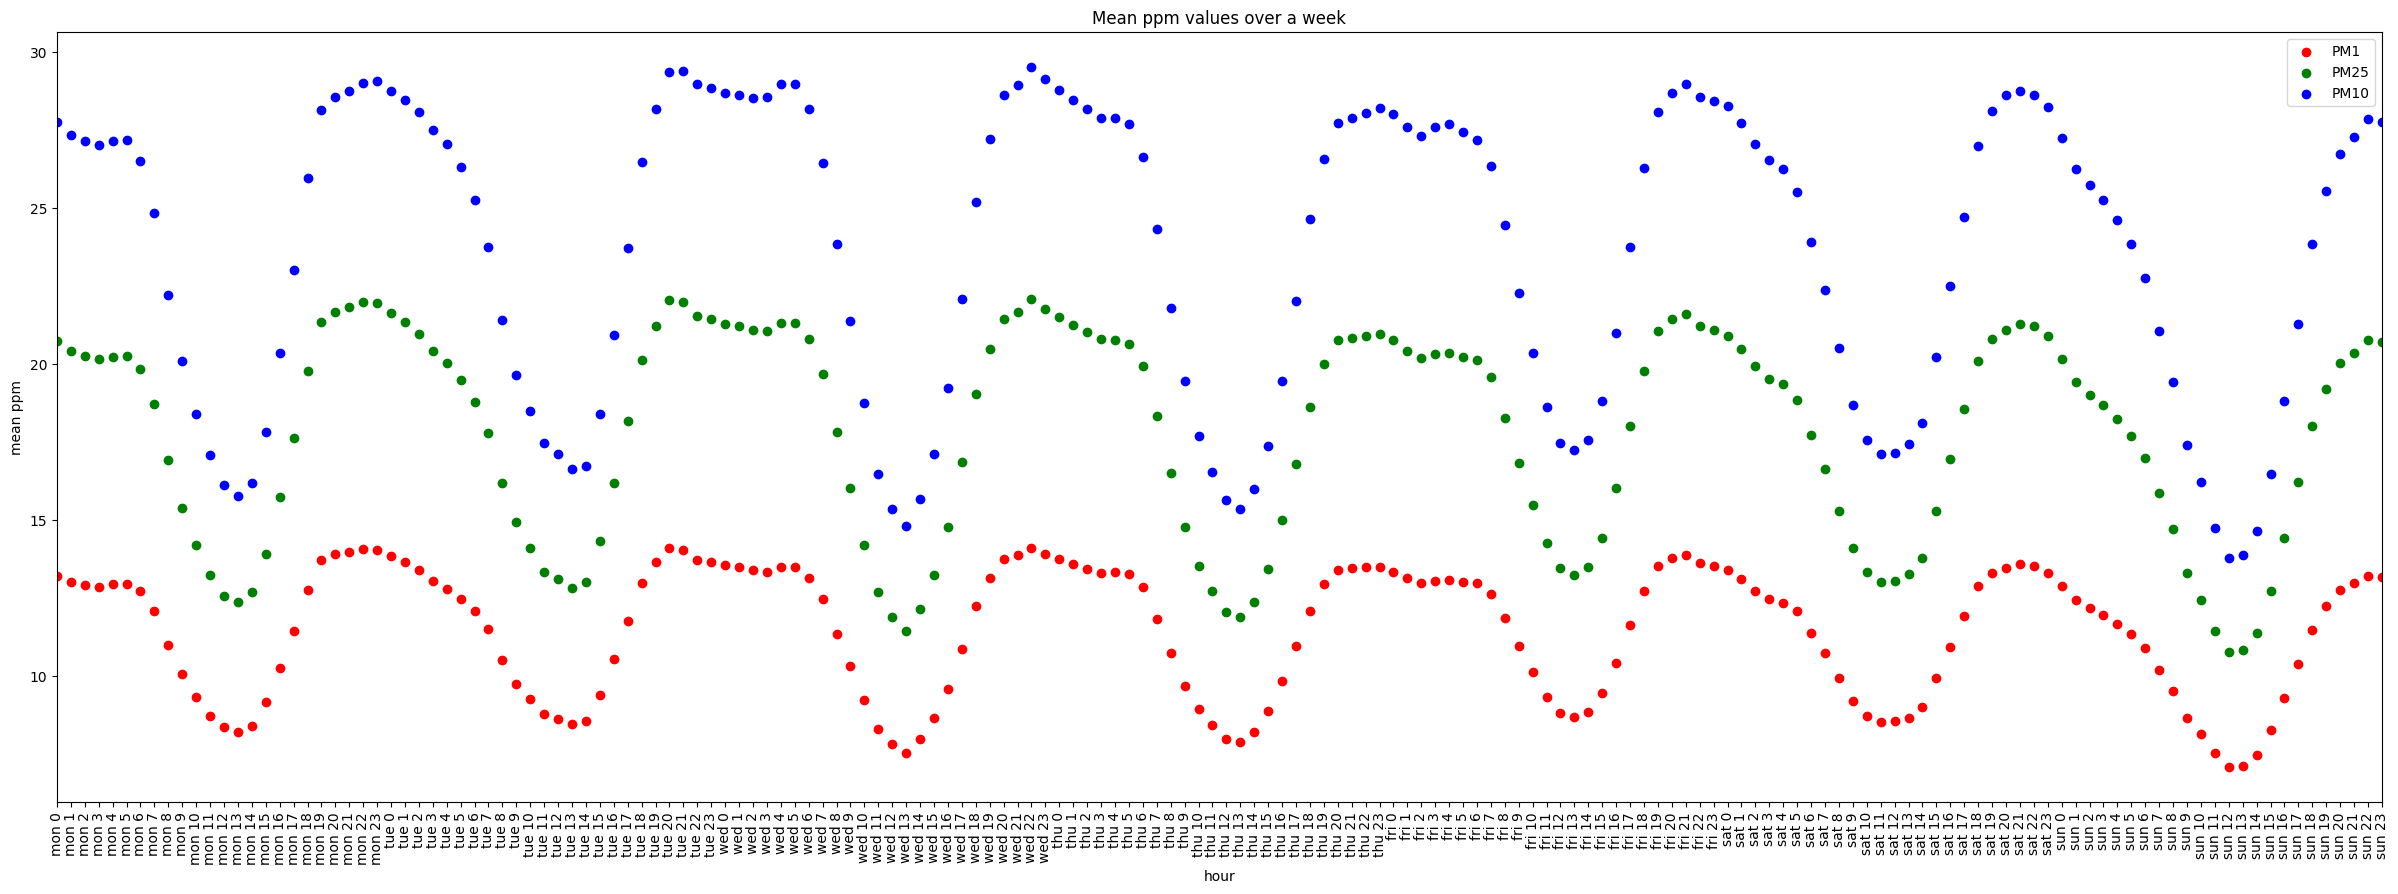 Mean ppm values over a week
PM1
PM25
PM10
mean ppm
30
25
20
15
10
mon 0
mon 1
mon 2
mon 3
mon 4
mon 5
mon 6
mon 7
mon 8
mon 9
mon 10
mon 11
mon 12
mon 13
mon 14
mon 15
mon 16
mon 17
mon 18
mon 19
mon 20
mon 21
mon 22
mon 23
tue 0
tue 1
tue 2
tue 3
tue 4
tue 5
tue 6
tue 7
tue 8
tue 9
tue 10
tue 11
tue 12
tue 13
tue 14
tue 15
tue 16
tue 17
tue 18
tue 19
tue 20
tue 21
tue 22
tue 23
wed 0
wed 1
wed 2
wed 3
wed 4
wed 5
wed 6
wed 7
wed 8
wed 9
wed 10
wed 11
wed 12
wed 13
wed 14
wed 15
wed 16
wed 17
wed 18
wed 19
wed 20
wed 21
wed 22
wed 23
thu 0
thu 1
thu 2
thu 3
thu 4
thu 5
thu 6
thu 7
thu 8
thu 9
thu 10
thu 11
thu 12
thu 13
thu 14
thu 15
thu 16
thu 17
thu 18
thu 19
thu 20
thu 21
thu 22
thu 23
fri 0
fri 1
fri 2
fri 3
fri 4
fri 5
fri 6
fri 7
fri 8
fri 9
fri 10
fri 11
fri 12
fri 13
fri 14
fri 15
fri 16
fri 17
fri 18
fri 19
fri 20
fri 21
fri 22
fri 23
sat 0
sat 1
sat 2
sat 3
sat 4
sat 5
sat 6
sat 7
sat 8
sat 9
sat 10
sat 11
sat 12
sat 13
sat 14
sat 15
sat 16
sat 17
sat 18
sat 19
sat 20
sat 21
sat 22
sat 23
sun 0
sun 1
sun 2
sun 3
sun 4
sun 5
sun 6
sun 7
sun 8
sun 9
sun 10
sun 11
sun 12
sun 13
sun 14
sun 15
sun 16
sun 17
sun 18
sun 19
sun 20
sun 21
sun 22
sun 23
hour